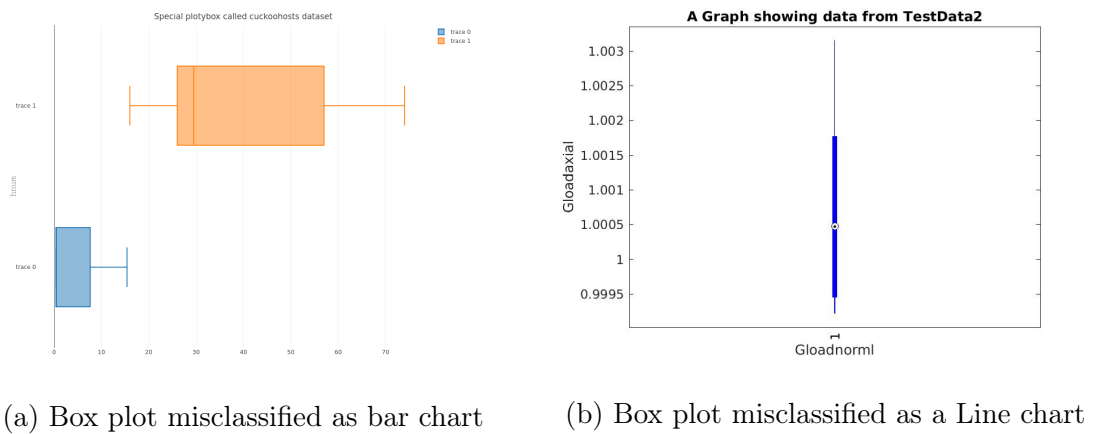 Special plotybox called cuckoohosts dataset
trace 0
trace 1
trace 1
hnum
trace 0
0 10 20 30 40 50 60 70
(a) Box plot misclassified as bar chart
A Graph showing data from TestData2
1.003
1.0025
1.002
1.0015
1.001
1.0005
1
0.9995
Gloadaxial
1
Gloadnorml
(b) Box plot misclassified as a Line chart